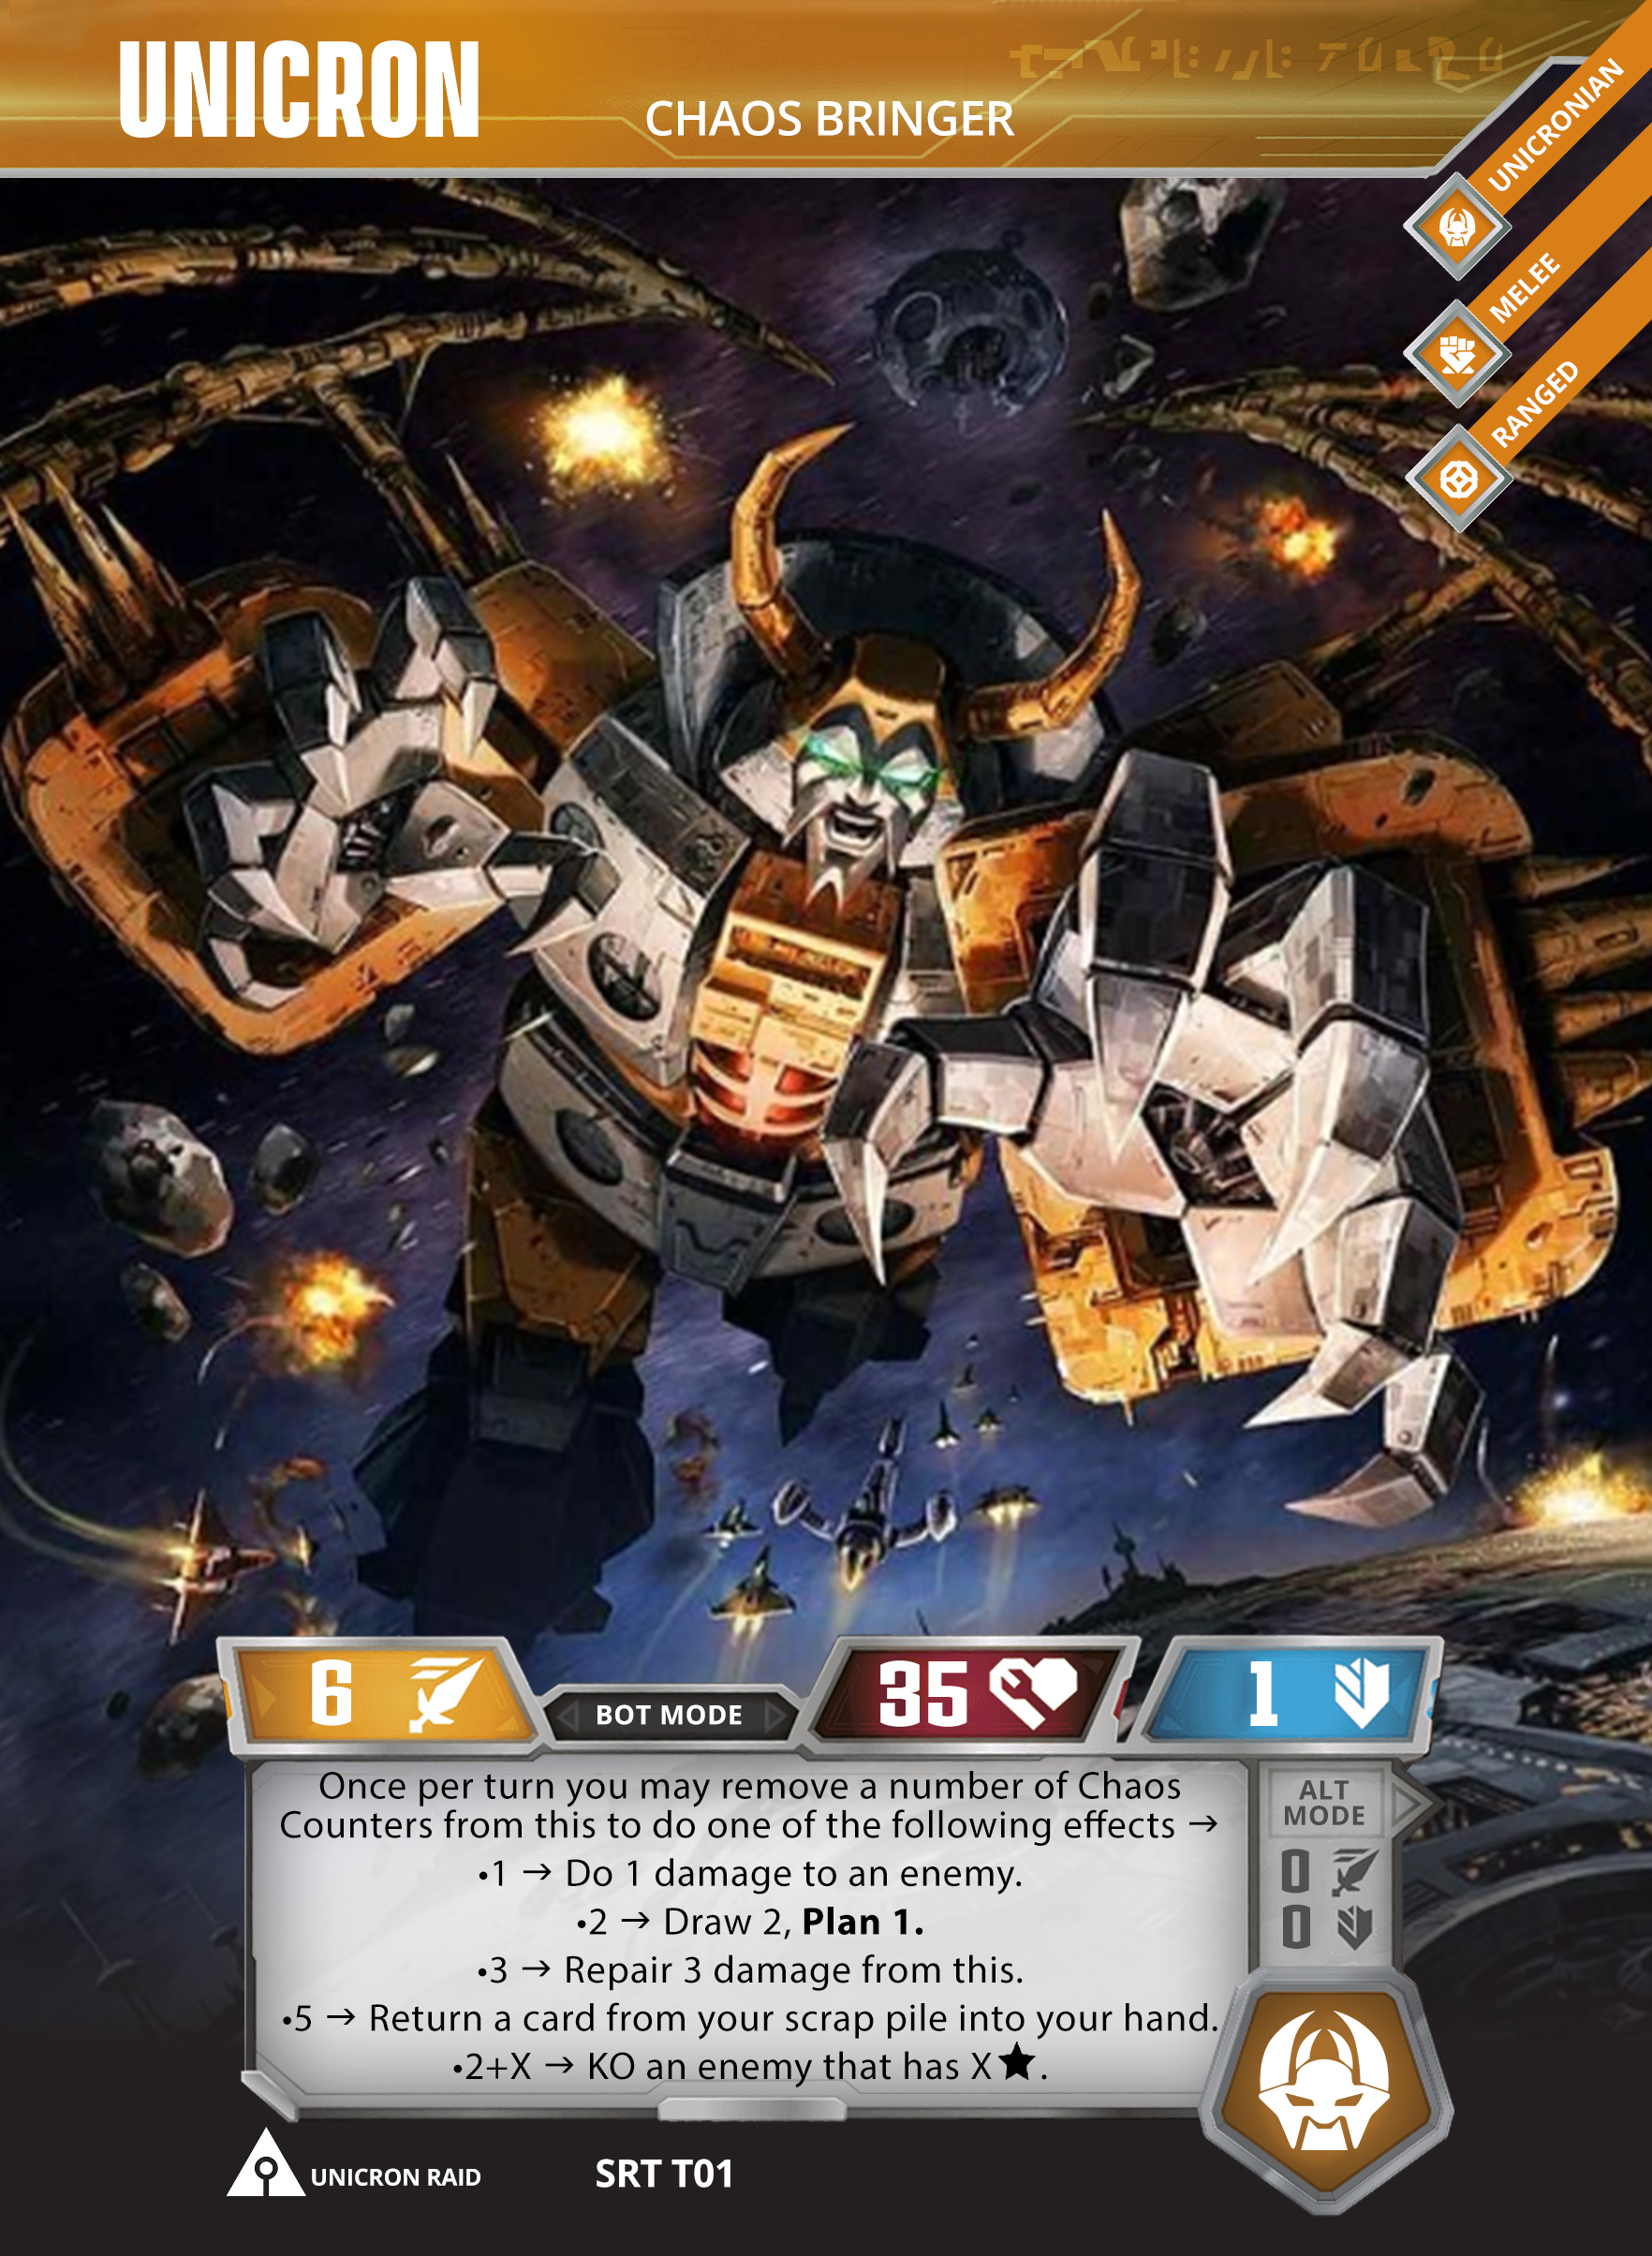 UNICRON
CHAOS BRINGER
UNICRONIAN
MELEE
RANGED
6
BOT MODE
35
1
Once per turn you may remove a number of Chaos
Counters from this to do one of the following effects →
•1 → Do 1 damage to an enemy.
•2 → Draw 2, Plan 1.
•3 → Repair 3 damage from this.
•5 → Return a card from your scrap pile into your hand.
•2+X → KO an enemy that has X★.
ALT
MODE
0
0
UNICRON RAID
SRT T01